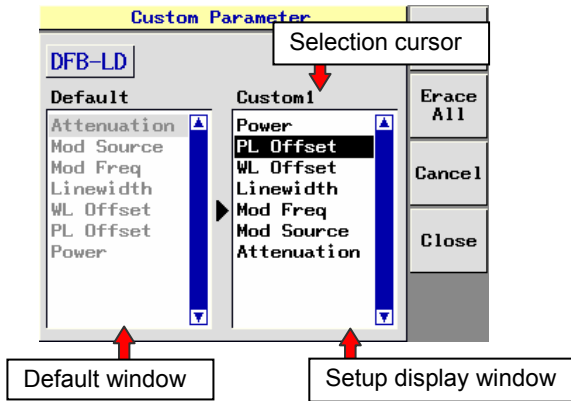 Custom Parameter
Selection cursor
DFB-LD
Default
Attenuation
Mod Source
Mod Freq
Linewidth
WL Offset
PL Offset
Power
Custom1
Power
PL Offset
WL Offset
Linewidth
Mod Freq
Mod Source
Attenuation
Erace
All
Cancel
Close
Default window
Setup display window